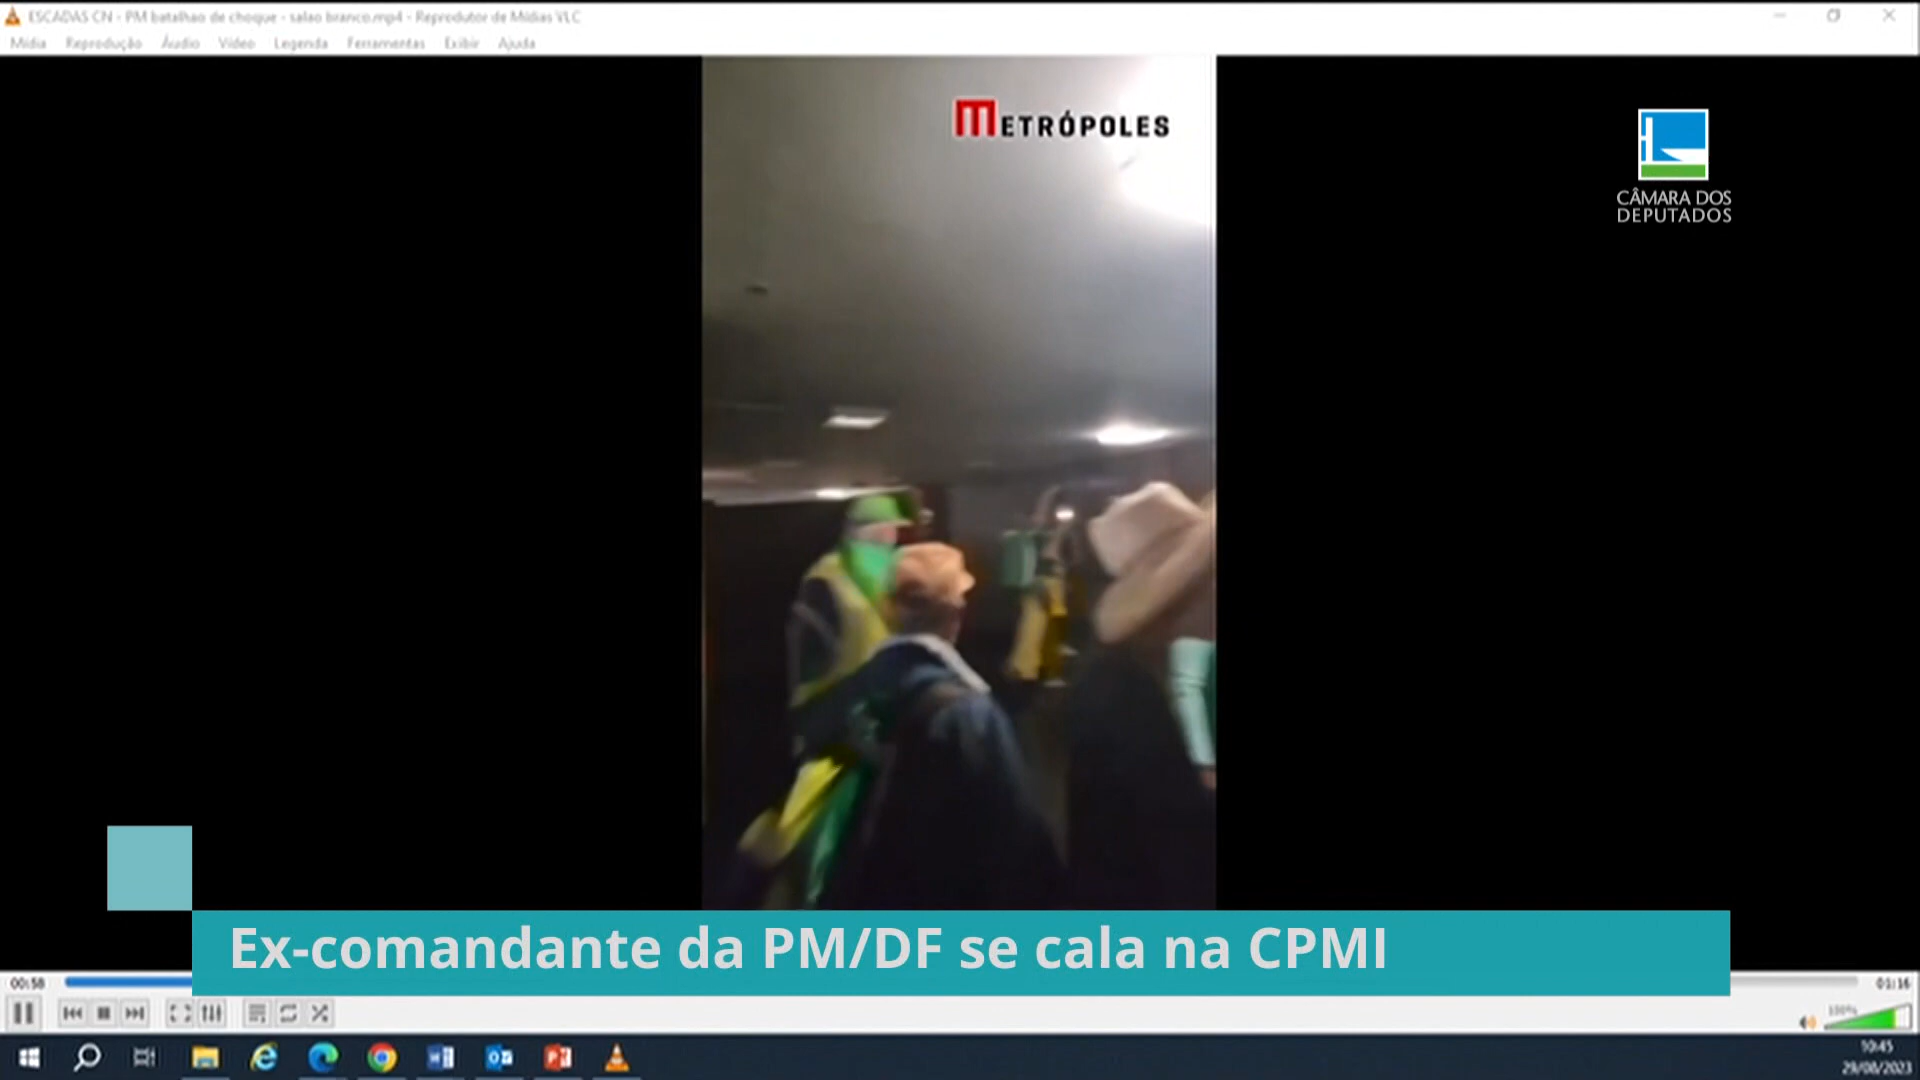 ESCADAS CN - PM batalhao de choque - salao branco.mp4 - Reprodutor de Mídias VLC
Mídia Reprodução Áudio Vídeo Legenda Ferramentas Exibir Ajuda
METRÓPOLES
CÂMARA DOS
DEPUTADOS
Ex-comandante da PM/DF se cala na CPMI
00:58
01:16
100%
10:45
29/08/2023